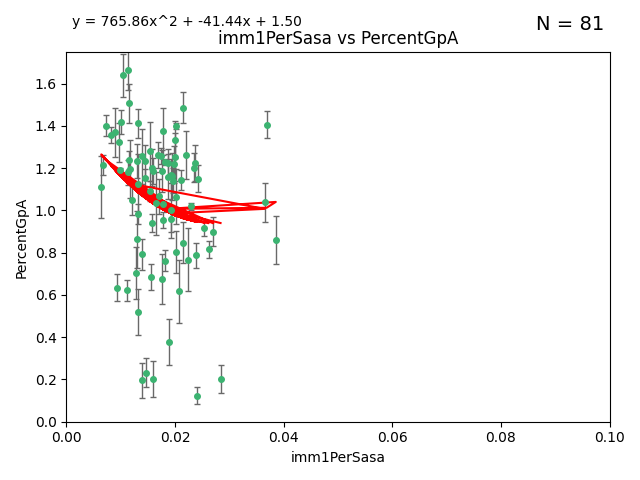 y = 765.86x^2 + -41.44x + 1.50
N = 81
imm1PerSasa vs PercentGpA
1.6
1.4
1.2
1.0
0.8
0.6
0.4
0.2
0.0
PercentGpA
0.00 0.02 0.04 0.06 0.08 0.10
imm1PerSasa